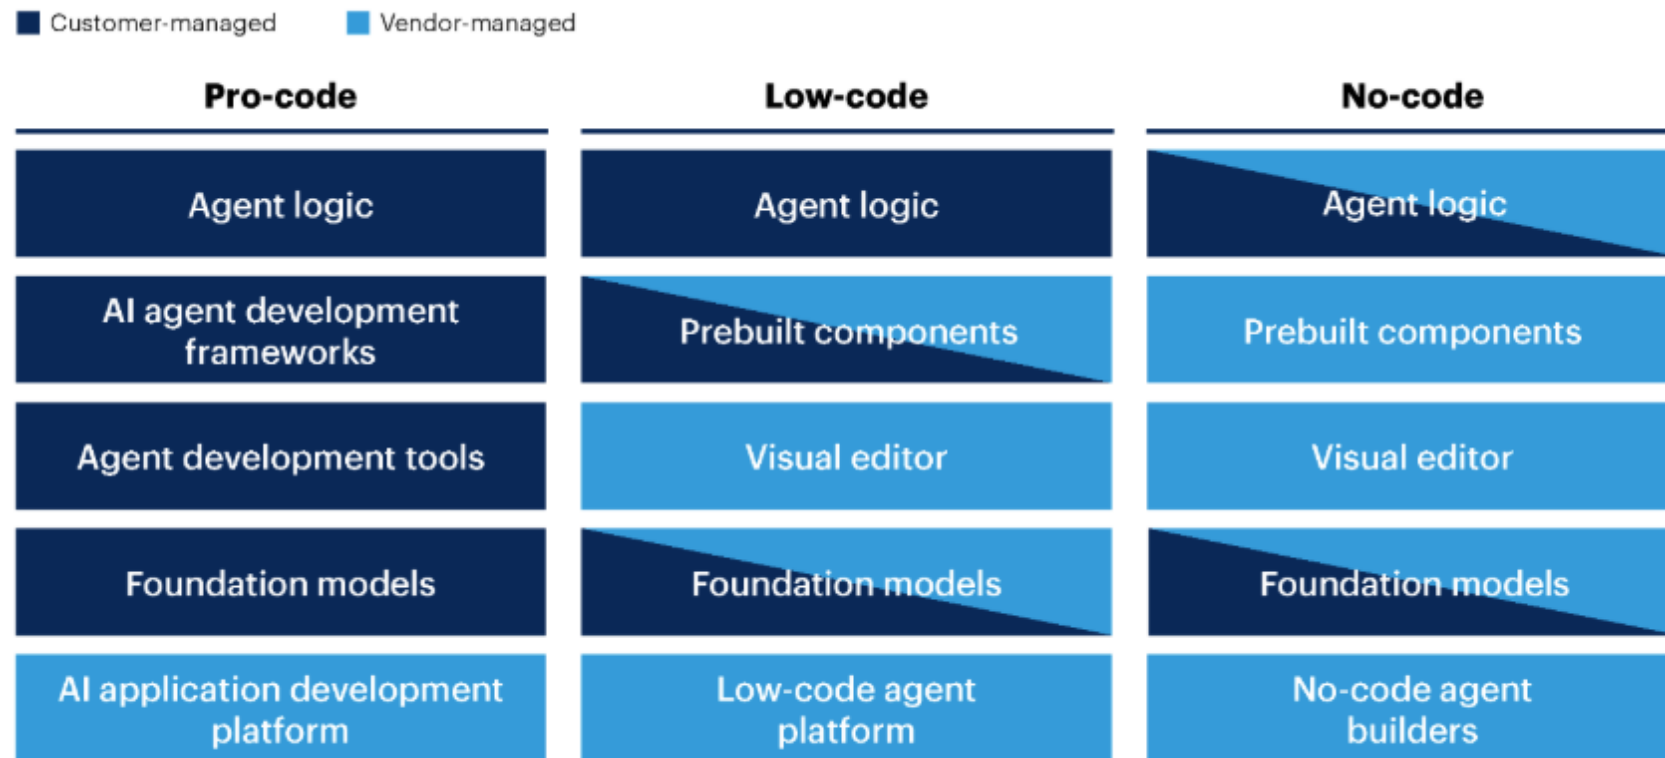 Customer-managed
Vendor-managed
Pro-code
Low-code
No-code
Agent logic
Agent logic
Agent logic
AI agent development
frameworks
Prebuilt components
Prebuilt components
Agent development tools
Visual editor
Visual editor
Foundation models
Foundation models
Foundation models
AI application development
platform
Low-code agent
platform
No-code agent
builders